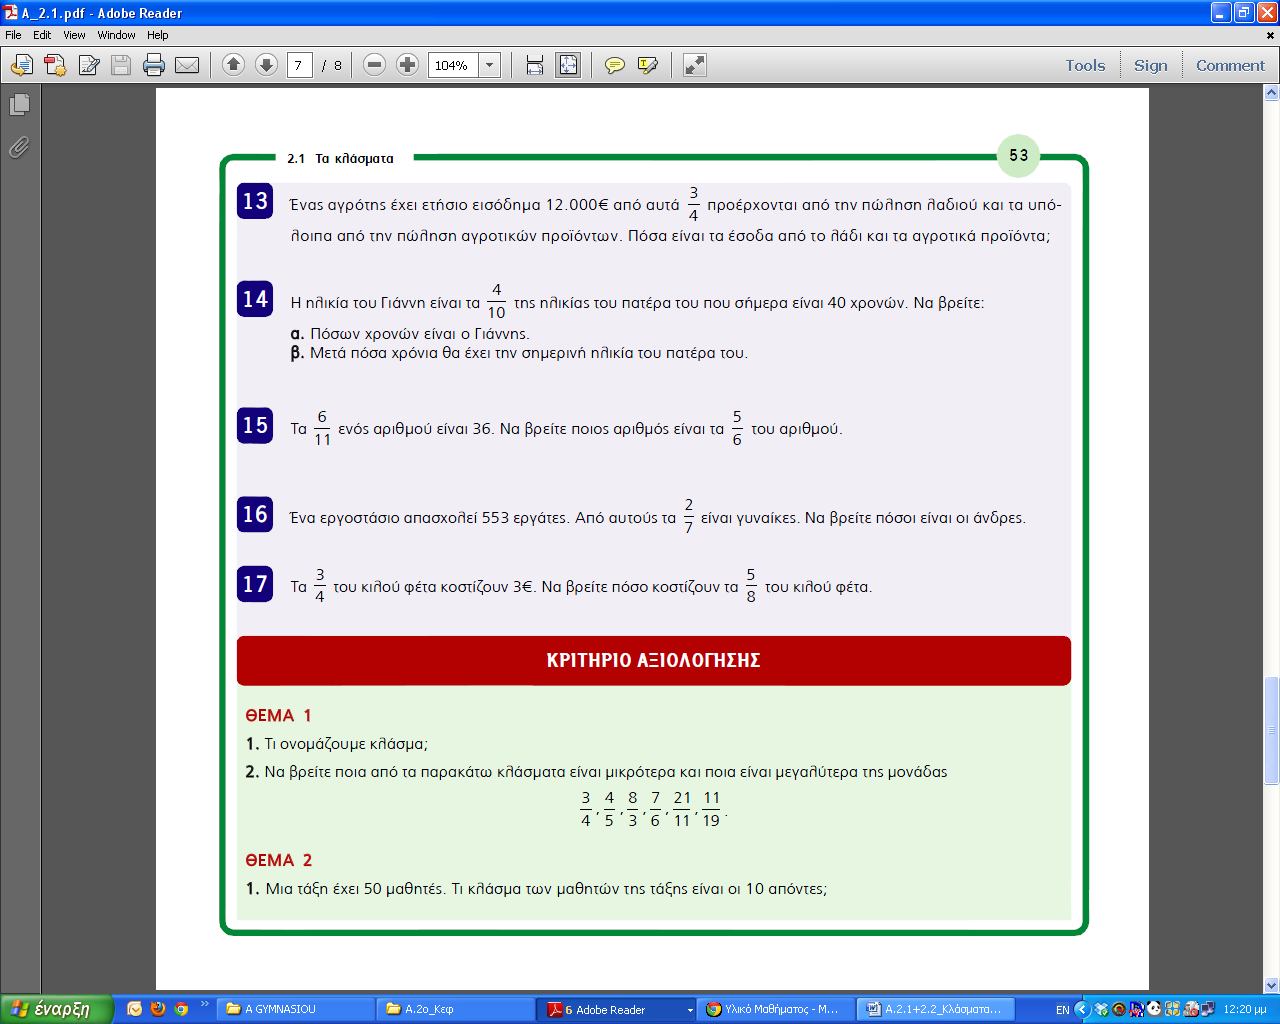 A_2.1.pdf - Adobe Reader
File Edit View Window Help
7 / 8 104% Tools Sign Comment
2.1 Τα κλάσματα 53
13 Ένας αγρότης έχει ετήσιο εισόδημα 12.000€ από αυτά 3/4 προέρχονται από την πώληση λαδιού και τα υπό-
λοιπα από την πώληση αγροτικών προϊόντων. Πόσα είναι τα έσοδα από το λάδι και τα αγροτικά προϊόντα;
14 Η ηλικία του Γιάννη είναι τα 4/10 της ηλικίας του πατέρα του που σήμερα είναι 40 χρονών. Να βρείτε:
α. Πόσων χρονών είναι ο Γιάννης.
β. Μετά πόσα χρόνια θα έχει την σημερινή ηλικία του πατέρα του.
15 Τα 6/11 ενός αριθμού είναι 36. Να βρείτε ποιος αριθμός είναι τα 5/6 του αριθμού.
16 Ένα εργοστάσιο απασχολεί 553 εργάτες. Από αυτούς τα 2/7 είναι γυναίκες. Να βρείτε πόσοι είναι οι άνδρες.
17 Τα 3/4 του κιλού φέτα κοστίζουν 3€. Να βρείτε πόσο κοστίζουν τα 5/8 του κιλού φέτα.
ΚΡΙΤΗΡΙΟ ΑΞΙΟΛΟΓΗΣΗΣ
ΘΕΜΑ 1
1. Τι ονομάζουμε κλάσμα;
2. Να βρείτε ποια από τα παρακάτω κλάσματα είναι μικρότερα και ποια είναι μεγαλύτερα της μονάδας
3/4, 4/5, 8/3, 7/6, 21/11, 11/19.
ΘΕΜΑ 2
1. Μια τάξη έχει 50 μαθητές. Τι κλάσμα των μαθητών της τάξης είναι οι 10 απόντες;
έναρξη A GYMNASIOU Α.2ο_Κεφ 6 Adobe Reader Υλικό Μαθήματος - M... A.2.1+2.2_Κλάσματα... EN 12:20 μμ